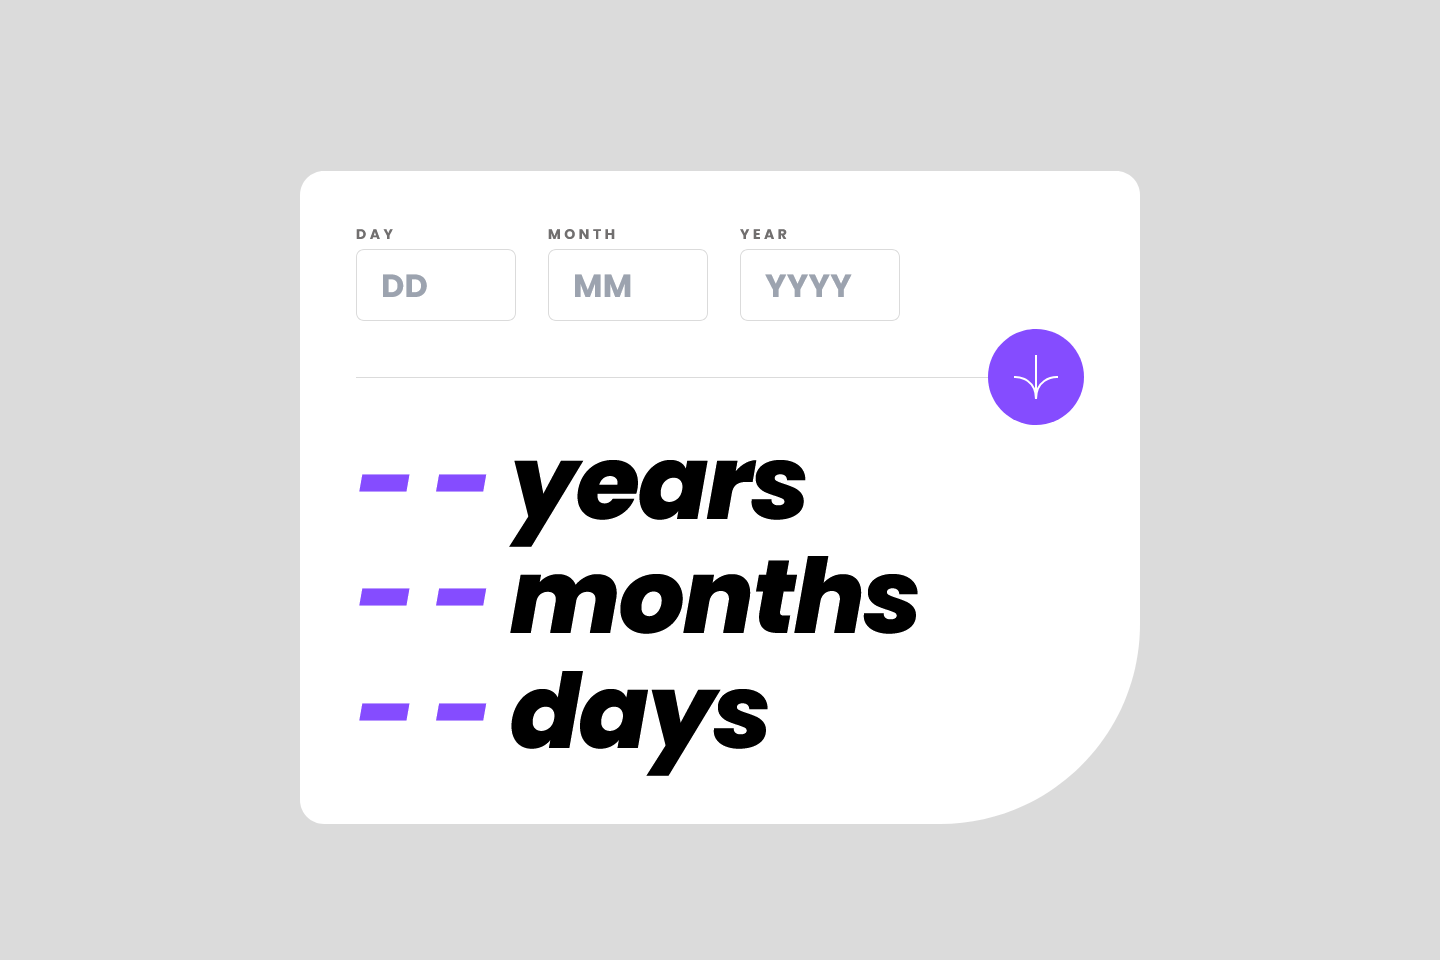 DAY MONTH YEAR
DD MM YYYY
- - years
- - months
- - days